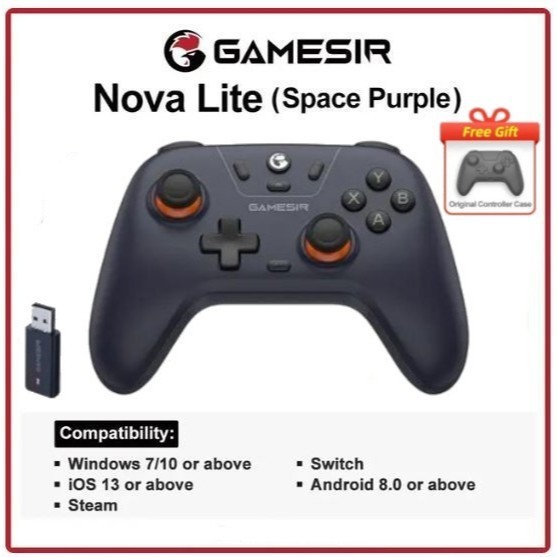 GAMESIR
Nova Lite (Space Purple)
Free Gift
Original Controller Case
Y
X B
A
GAMESIR
GAMESIR
Compatibility:
▪ Windows 7/10 or above
▪ iOS 13 or above
▪ Steam
▪ Switch
▪ Android 8.0 or above